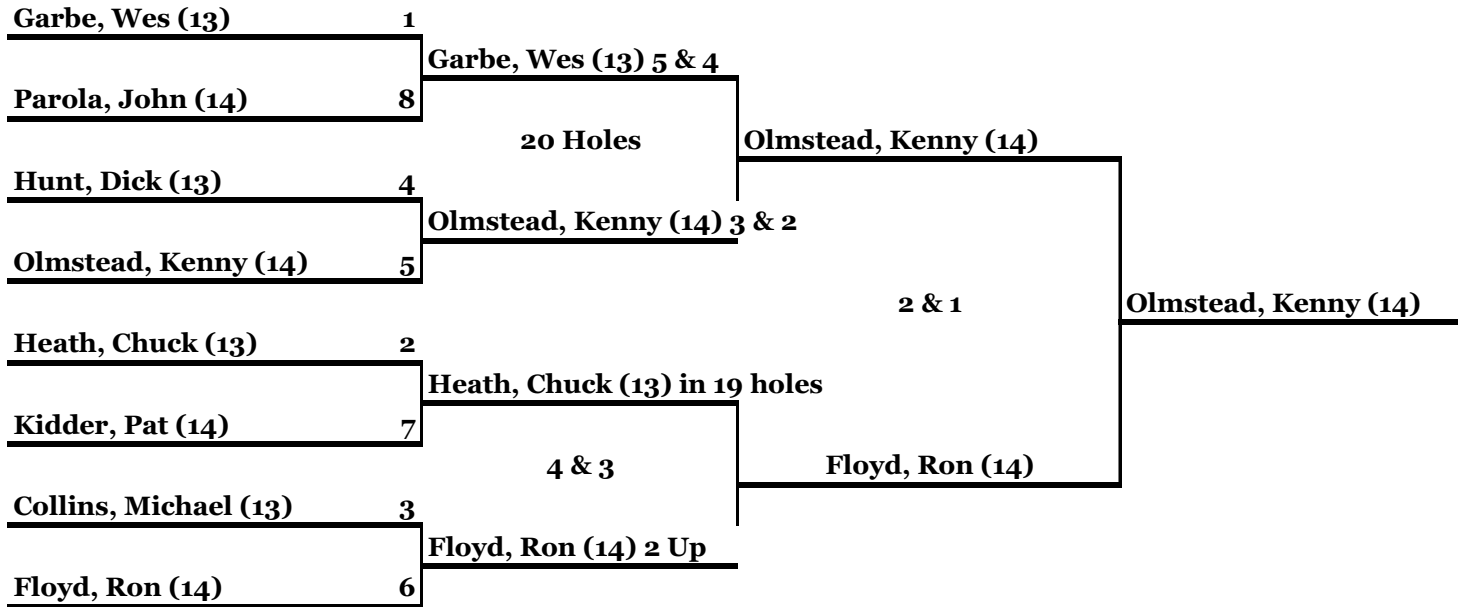 Garbe, Wes (13) 1
Garbe, Wes (13) 5 & 4
Parola, John (14) 8
20 Holes
Olmstead, Kenny (14)
Hunt, Dick (13) 4
Olmstead, Kenny (14) 3 & 2
Olmstead, Kenny (14) 5
2 & 1
Olmstead, Kenny (14)
Heath, Chuck (13) 2
Heath, Chuck (13) in 19 holes
Kidder, Pat (14) 7
4 & 3
Floyd, Ron (14)
Collins, Michael (13) 3
Floyd, Ron (14) 2 Up
Floyd, Ron (14) 6